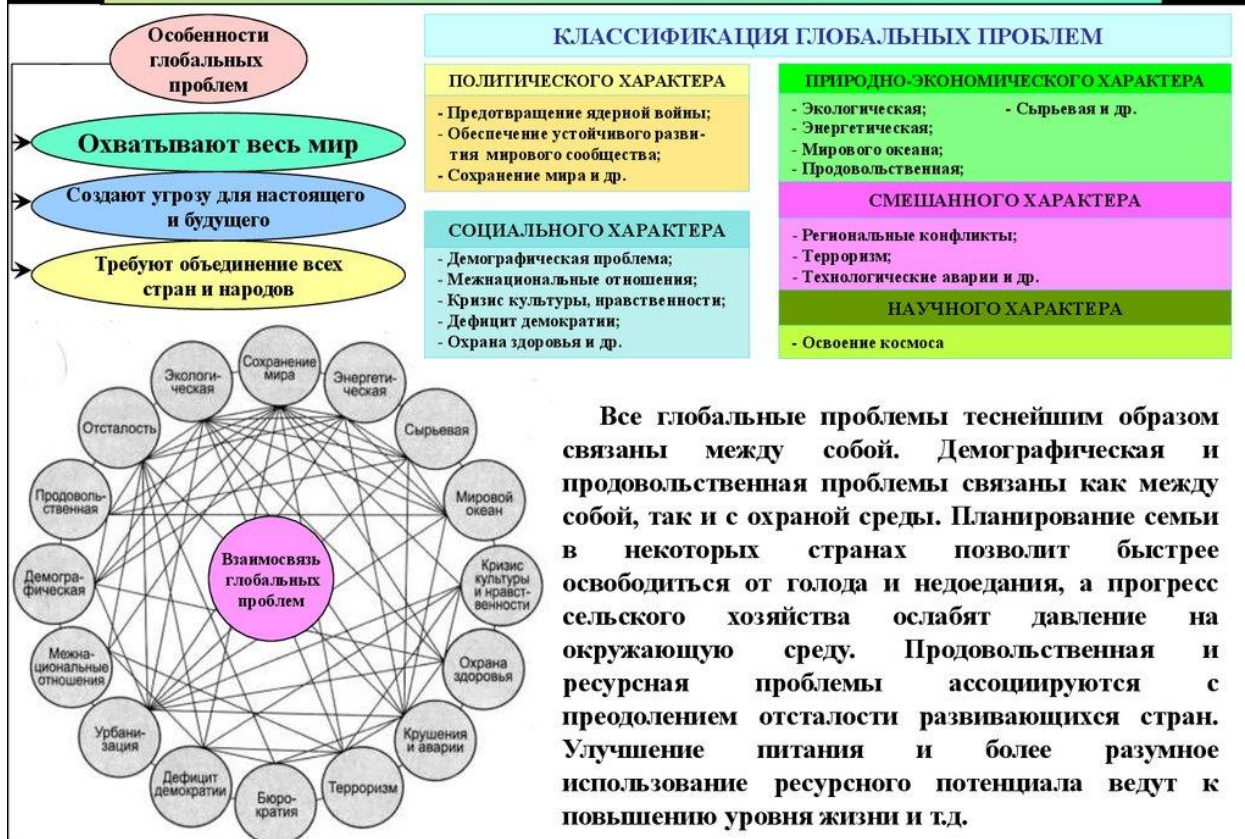 Особенности
глобальных
проблем
Охватывают весь мир
Создают угрозу для настоящего
и будущего
Требуют объединение всех
стран и народов
КЛАССИФИКАЦИЯ ГЛОБАЛЬНЫХ ПРОБЛЕМ
ПОЛИТИЧЕСКОГО ХАРАКТЕРА
- Предотвращение ядерной войны;
- Обеспечение устойчивого разви-
тия мирового сообщества;
- Сохранение мира и др.
СОЦИАЛЬНОГО ХАРАКТЕРА
- Демографическая проблема;
- Межнациональные отношения;
- Кризис культуры, нравственности;
- Дефицит демократии;
- Охрана здоровья и др.
ПРИРОДНО-ЭКОНОМИЧЕСКОГО ХАРАКТЕРА
- Экологическая; - Сырьевая и др.
- Энергетическая;
- Мирового океана;
- Продовольственная;
СМЕШАННОГО ХАРАКТЕРА
- Региональные конфликты;
- Терроризм;
- Технологические аварии и др.
НАУЧНОГО ХАРАКТЕРА
- Освоение космоса
Сохранение
мира
Энергети-
ческая
Сырьевая
Мировой
океан
Кризис
культуры
и нравст-
венности
Охрана
здоровья
Крушения
и аварии
Терроризм
Бюро-
кратия
Дефицит
демократии
Урбани-
зация
Межна-
циональные
отношения
Демогра-
фическая
Продоволь-
ственная
Отсталость
Экологи-
ческая
Взаимосвязь
глобальных
проблем
Все глобальные проблемы теснейшим образом
связаны между собой. Демографическая и
продовольственная проблемы связаны как между
собой, так и с охраной среды. Планирование семьи
в некоторых странах позволит быстрее
освободиться от голода и недоедания, а прогресс
сельского хозяйства ослабят давление на
окружающую среду. Продовольственная и
ресурсная проблемы ассоциируются с
преодолением отсталости развивающихся стран.
Улучшение питания и более разумное
использование ресурсного потенциала ведут к
повышению уровня жизни и т.д.